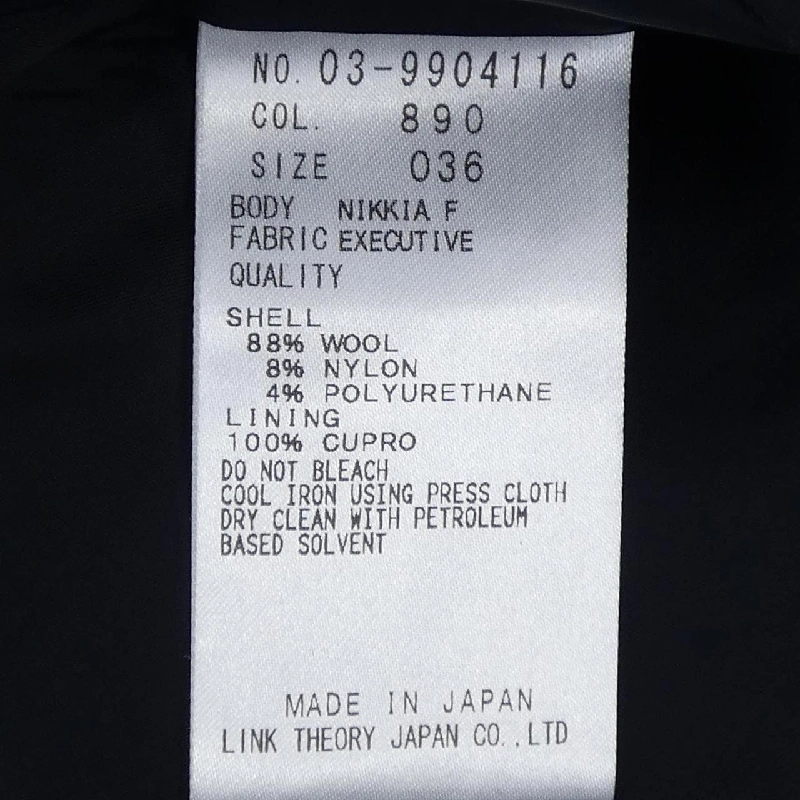 NO. 03-9904116
COL. 890
SIZE 036
BODY NIKKIA F
FABRIC EXECUTIVE
QUALITY
SHELL
88% WOOL
8% NYLON
4% POLYURETHANE
LINING
100% CUPRO
DO NOT BLEACH
COOL IRON USING PRESS CLOTH
DRY CLEAN WITH PETROLEUM
BASED SOLVENT
MADE IN JAPAN
LINK THEORY JAPAN CO.,LTD